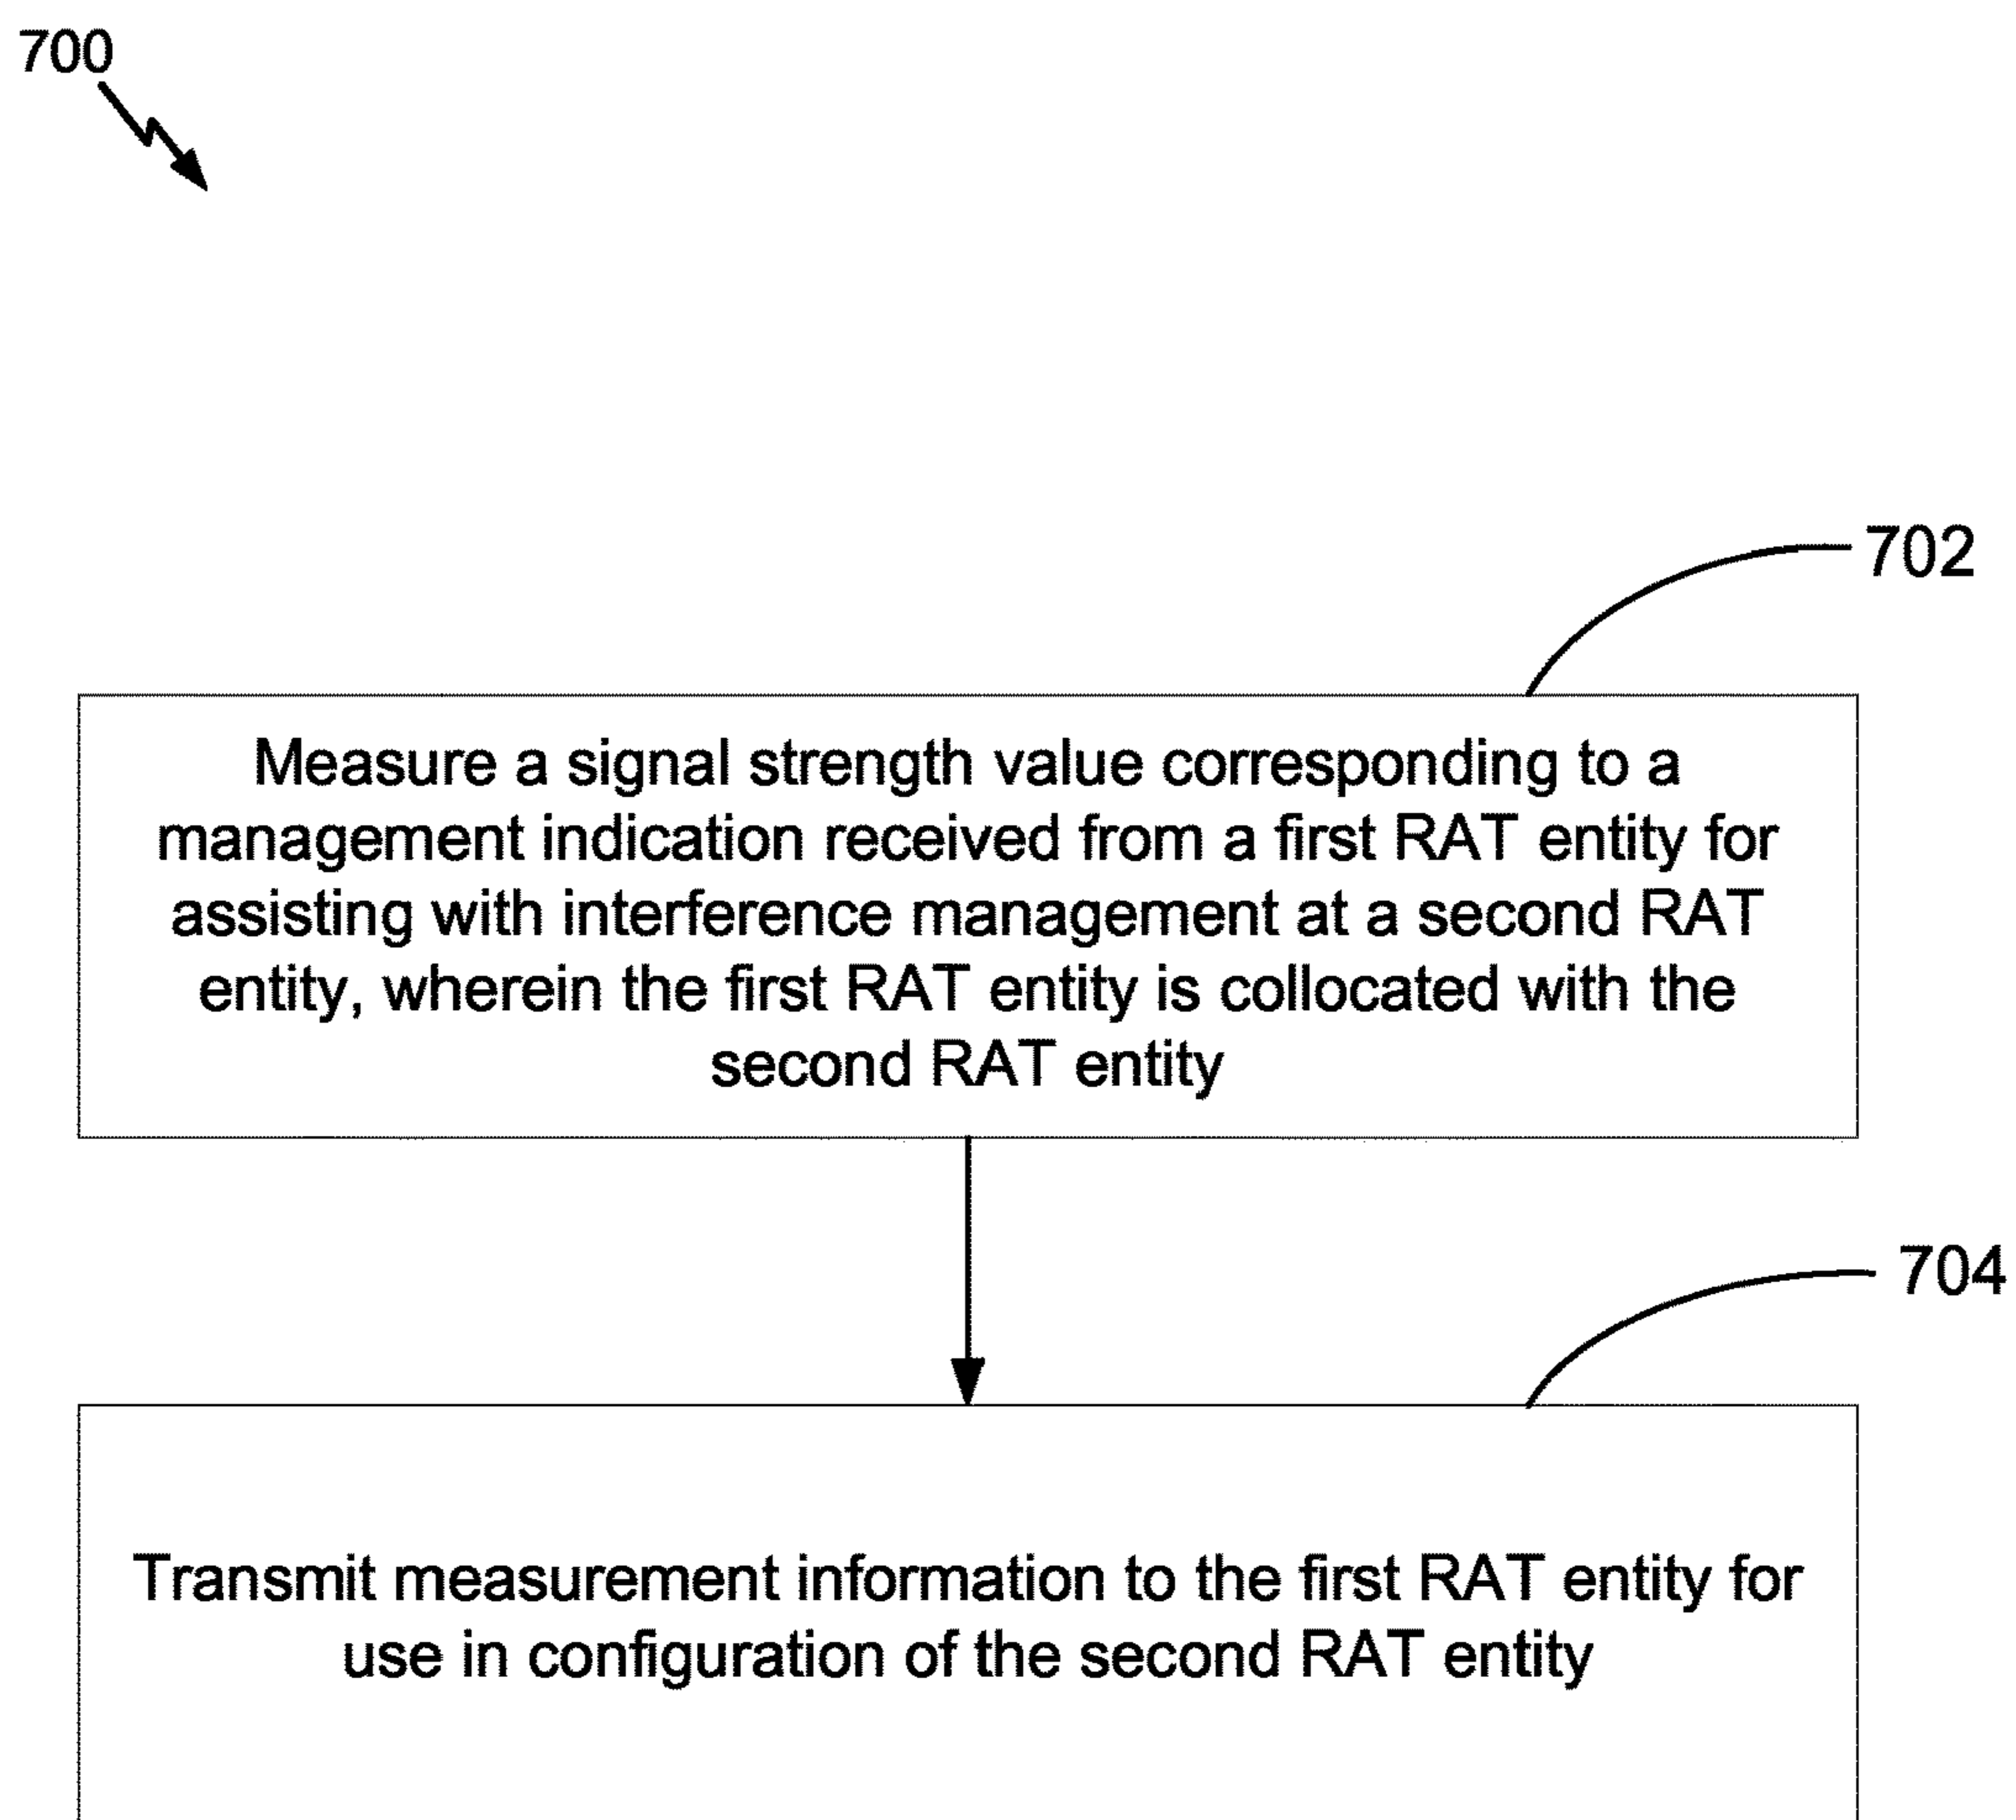 700
702
Measure a signal strength value corresponding to a
management indication received from a first RAT entity for
assisting with interference management at a second RAT
entity, wherein the first RAT entity is collocated with the
second RAT entity
704
Transmit measurement information to the first RAT entity for
use in configuration of the second RAT entity